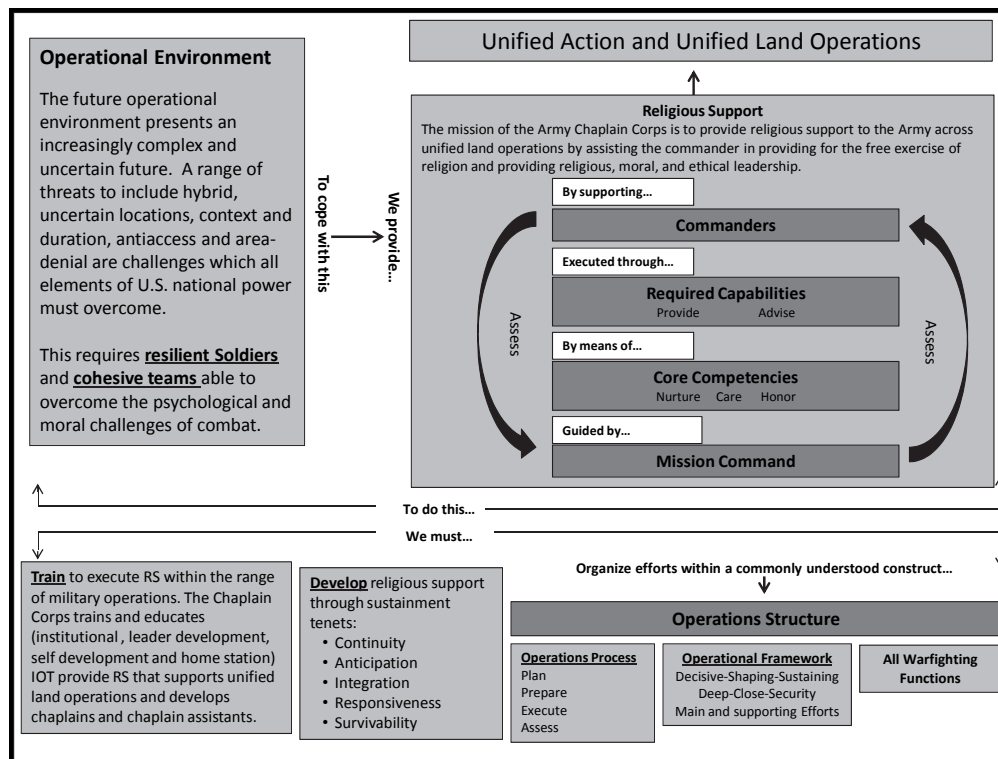 Operational Environment
The future operational
environment presents an
increasingly complex and
uncertain future. A range of
threats to include hybrid,
uncertain locations, context and
duration, antiaccess and area-
denial are challenges which all
elements of U.S. national power
must overcome.
This requires resilient Soldiers
and cohesive teams able to
overcome the psychological and
moral challenges of combat.
To cope with this
We provide…
Unified Action and Unified Land Operations
Religious Support
The mission of the Army Chaplain Corps is to provide religious support to the Army across
unified land operations by assisting the commander in providing for the free exercise of
religion and providing religious, moral, and ethical leadership.
By supporting…
Commanders
Executed through…
Required Capabilities
Provide Advise
By means of…
Core Competencies
Nurture Care Honor
Guided by…
Mission Command
Assess
Assess
To do this…
We must…
Train to execute RS within the range
of military operations. The Chaplain
Corps trains and educates
(institutional , leader development,
self development and home station)
IOT provide RS that supports unified
land operations and develops
chaplains and chaplain assistants.
Develop religious support
through sustainment
tenets:
• Continuity
• Anticipation
• Integration
• Responsiveness
• Survivability
Organize efforts within a commonly understood construct…
Operations Structure
Operations Process
Plan
Prepare
Execute
Assess
Operational Framework
Decisive-Shaping-Sustaining
Deep-Close-Security
Main and supporting Efforts
All Warfighting
Functions